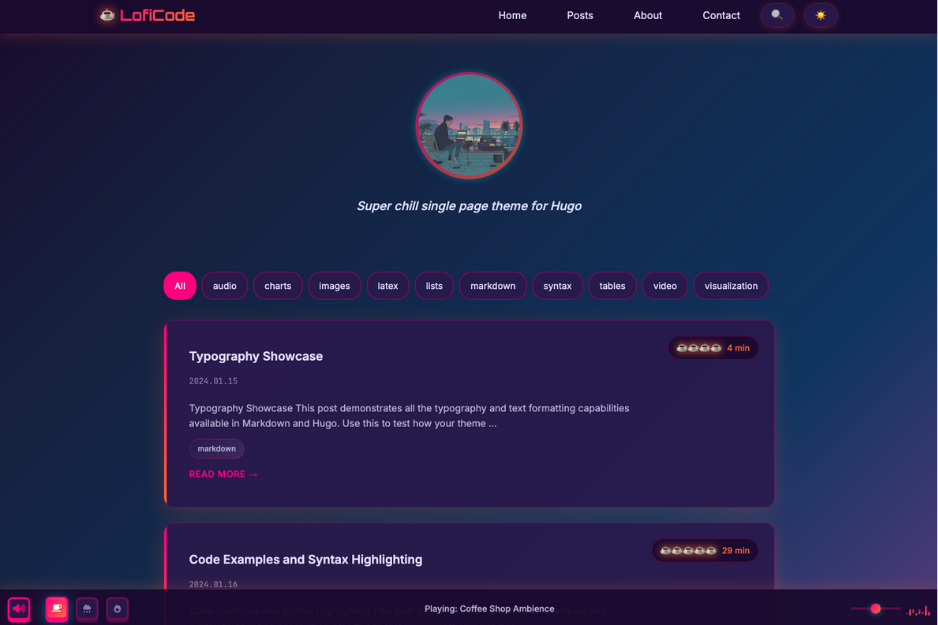 LofiCode
Home
Posts
About
Contact
Super chill single page theme for Hugo
All
audio
charts
images
latex
lists
markdown
syntax
tables
video
visualization
Typography Showcase
4 min
2024.01.15
Typography Showcase This post demonstrates all the typography and text formatting capabilities
available in Markdown and Hugo. Use this to test how your theme ...
markdown
READ MORE →
Code Examples and Syntax Highlighting
29 min
2024.01.16
Playing: Coffee Shop Ambience